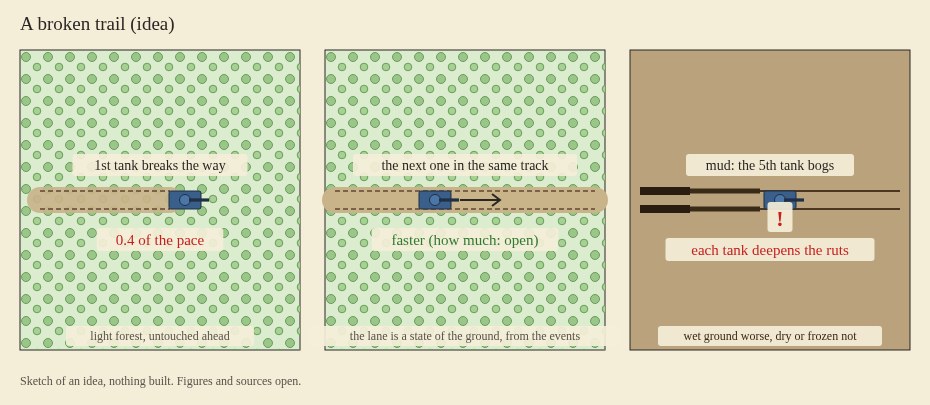 A broken trail (idea)
1st tank breaks the way
0.4 of the pace
light forest, untouched ahead
the next one in the same track
faster (how much: open)
the lane is a state of the ground, from the events
mud: the 5th tank bogs
!
each tank deepens the ruts
wet ground worse, dry or frozen not
Sketch of an idea, nothing built. Figures and sources open.